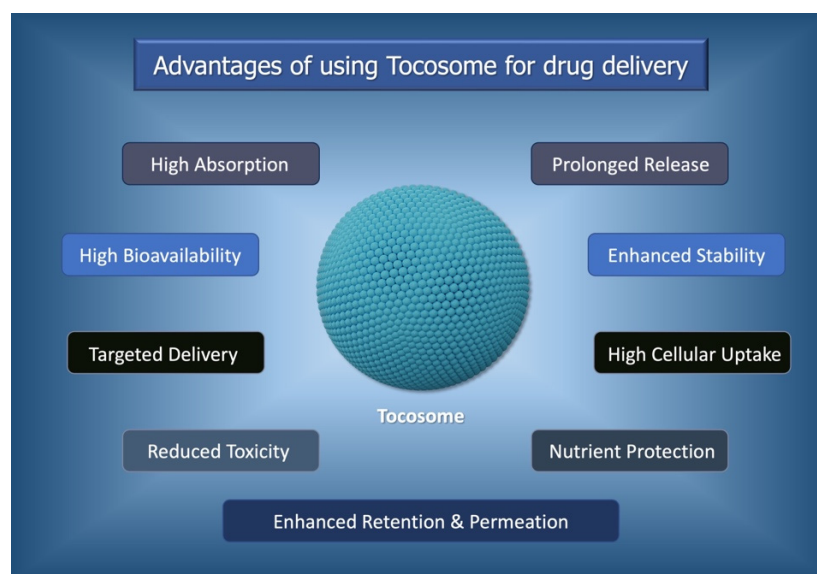 Advantages of using Tocosome for drug delivery
High Absorption
Prolonged Release
High Bioavailability
Enhanced Stability
Targeted Delivery
High Cellular Uptake
Tocosome
Reduced Toxicity
Nutrient Protection
Enhanced Retention & Permeation